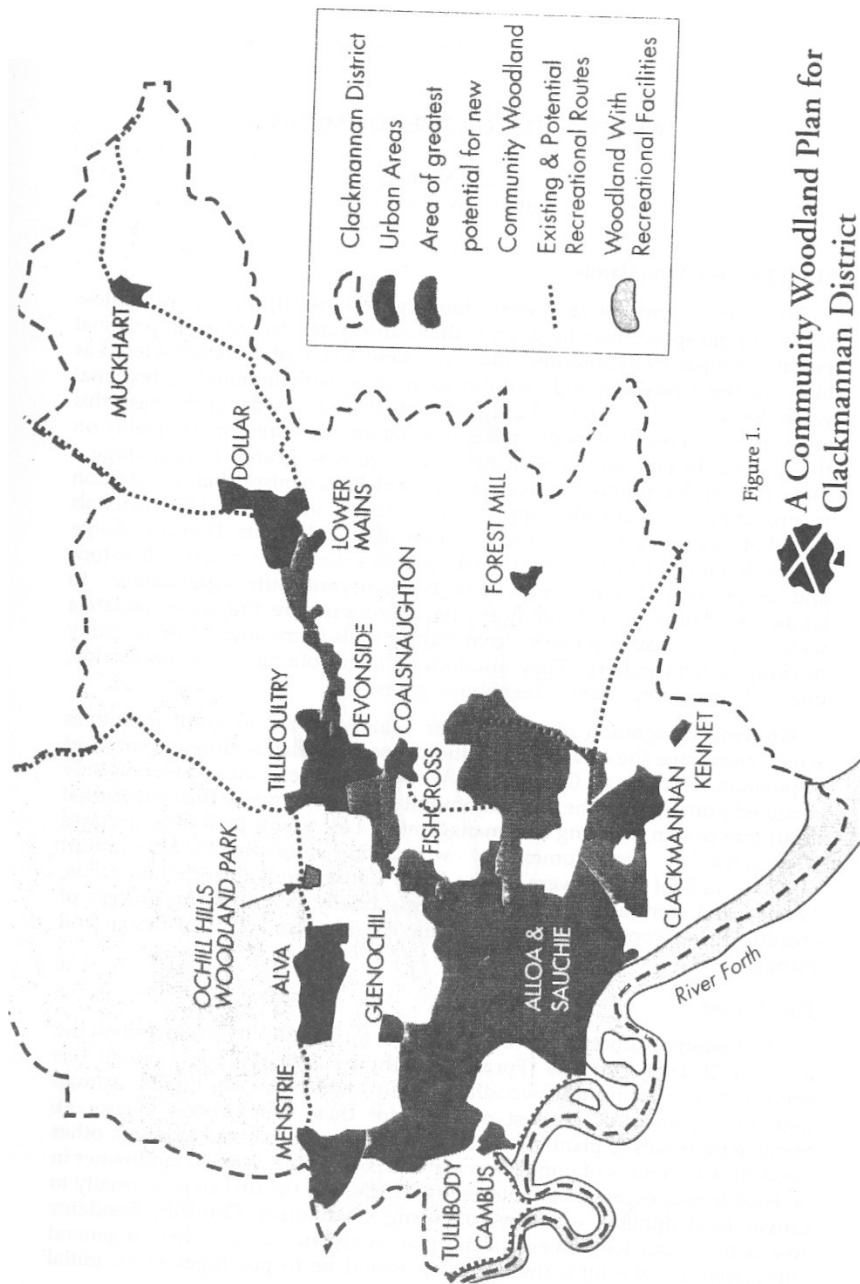 MUCKHART
DOLLAR
LOWER
MAINS
TILLICOULTRY
DEVONSIDE
COALSNAUGHTON
FOREST MILL
OCHILL HILLS
WOODLAND PARK
ALVA
GLENOCHIL
FISHCROSS
MENSTRIE
ALLOA &
SAUCHIE
CLACKMANNAN
KENNET
TULLIBODY
CAMBUS
River Forth
Clackmannan District
Urban Areas
Area of greatest
potential for new
Community Woodland
Existing & Potential
Recreational Routes
Woodland With
Recreational Facilities
Figure 1.
A Community Woodland Plan for
Clackmannan District